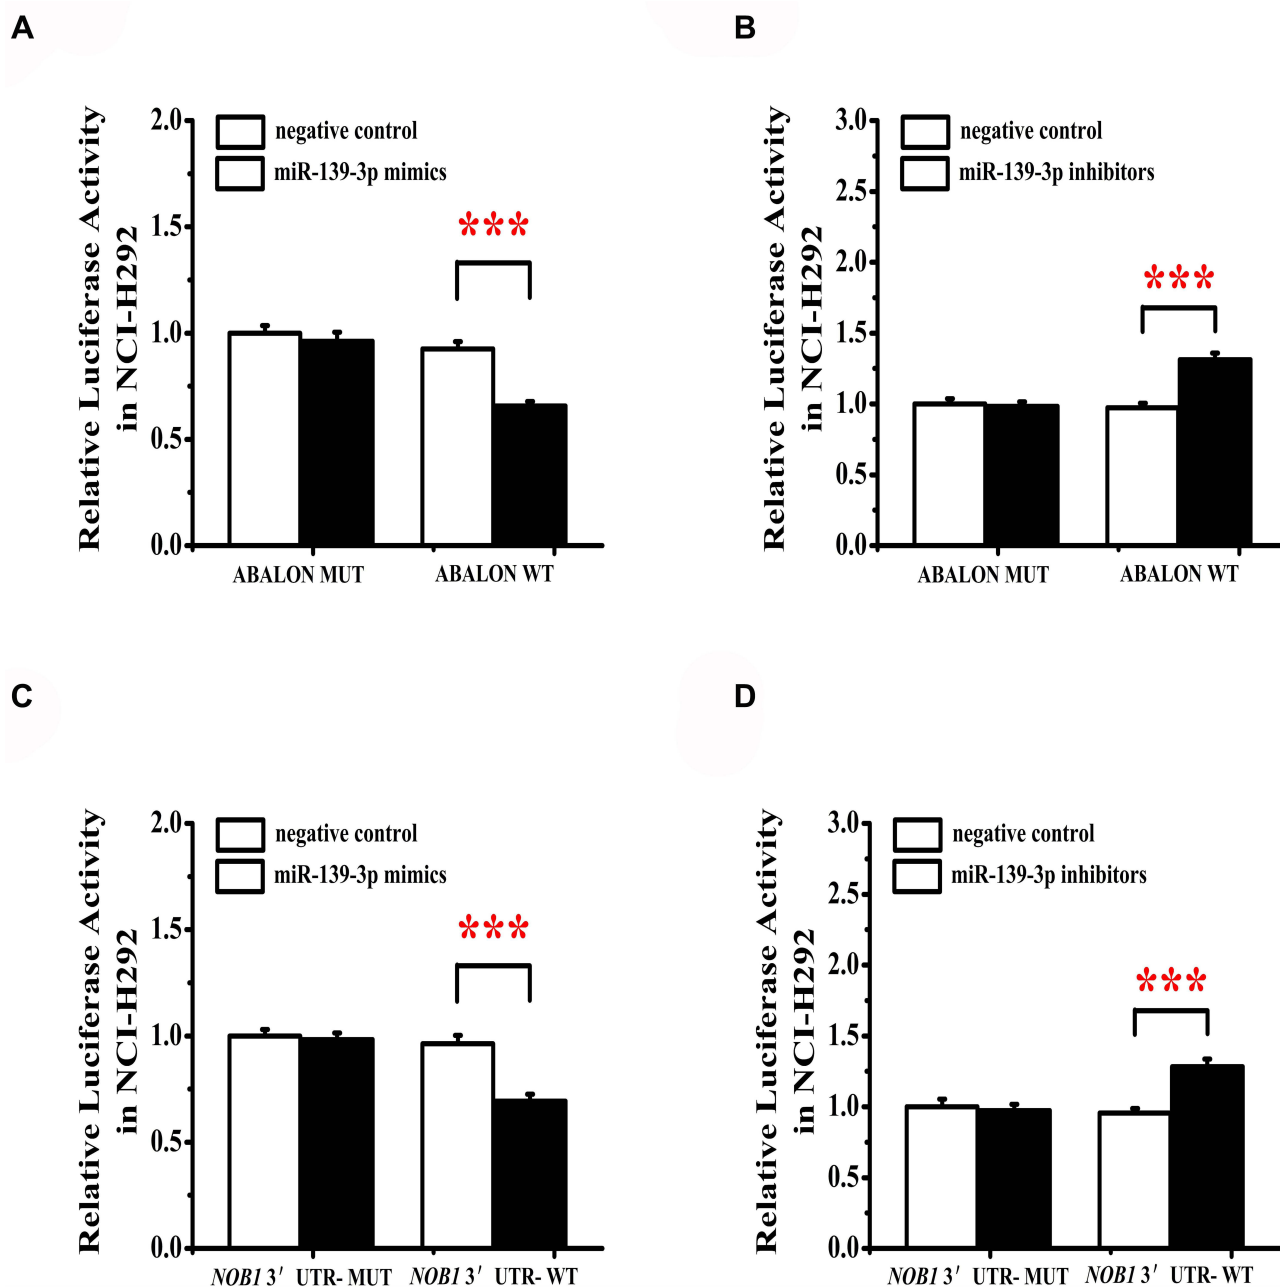 A
Relative Luciferase Activity
in NCI-H292
2.0
1.5
1.0
0.5
0.0
negative control
miR-139-3p mimics
***
ABALON MUT
ABALON WT
B
Relative Luciferase Activity
in NCI-H292
3.0
2.5
2.0
1.5
1.0
0.5
0.0
negative control
miR-139-3p inhibitors
***
ABALON MUT
ABALON WT
C
Relative Luciferase Activity
in NCI-H292
2.0
1.5
1.0
0.5
0.0
negative control
miR-139-3p mimics
***
NOB1 3′ UTR- MUT
NOB1 3′ UTR- WT
D
Relative Luciferase Activity
in NCI-H292
3.0
2.5
2.0
1.5
1.0
0.5
0.0
negative control
miR-139-3p inhibitors
***
NOB1 3′ UTR- MUT
NOB1 3′ UTR- WT